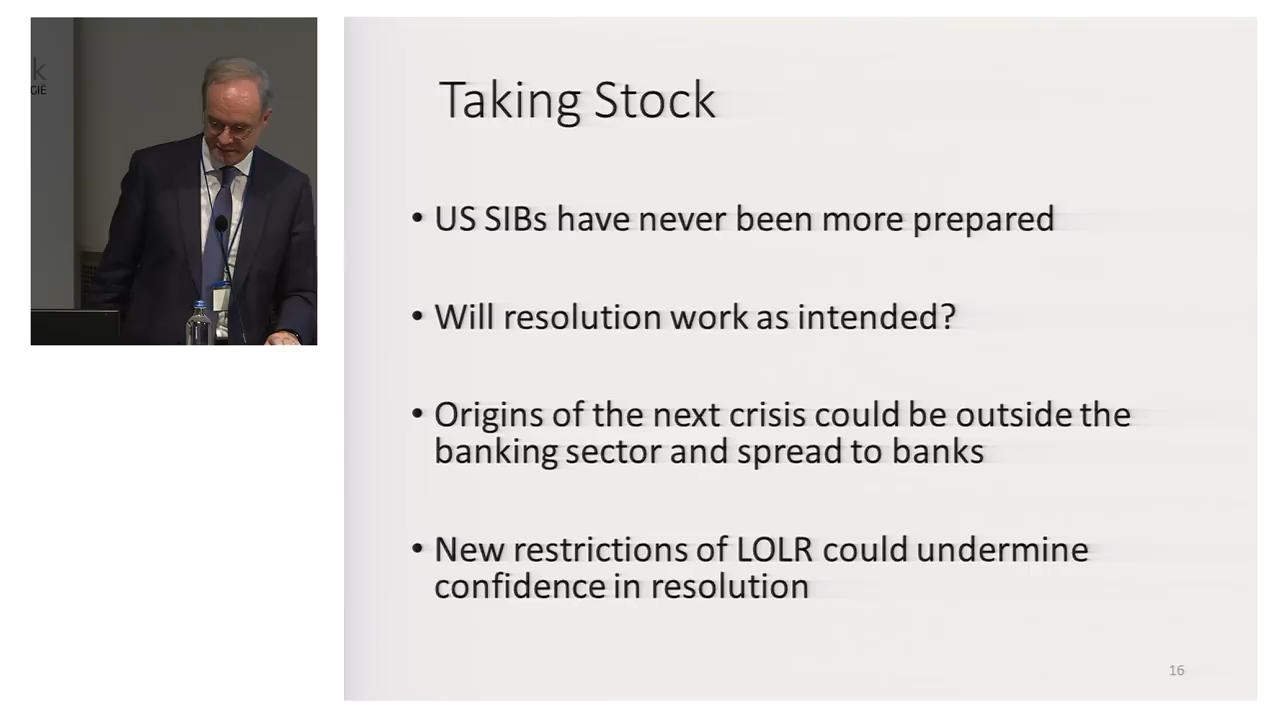 k
GIË
Taking Stock
• US SIBs have never been more prepared
• Will resolution work as intended?
• Origins of the next crisis could be outside the
banking sector and spread to banks
• New restrictions of LOLR could undermine
confidence in resolution
16